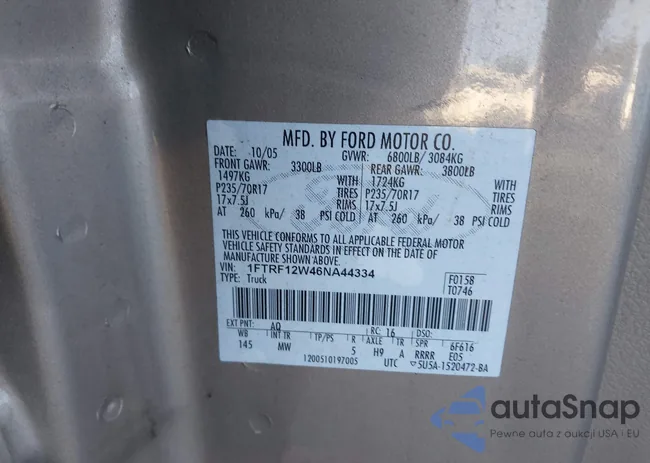 MFD. BY FORD MOTOR CO.
DATE: 10/05 GVWR: 6800LB/ 3084KG
FRONT GAWR: 3300LB REAR GAWR: 3800LB
1497KG WITH 1724KG WITH
P235/70R17 TIRES P235/70R17 TIRES
17x7.5J RIMS 17x7.5J RIMS
AT 260 kPa/ 38 PSI COLD AT 260 kPa/ 38 PSI COLD
THIS VEHICLE CONFORMS TO ALL APPLICABLE FEDERAL MOTOR
VEHICLE SAFETY STANDARDS IN EFFECT ON THE DATE OF
MANUFACTURE SHOWN ABOVE.
VIN: 1FTRF12W46NA44334
TYPE: Truck
F0158
T0746
EXT PNT: AQ RC: 16 DSO:
WB INT TR TP/PS R AXLE TR SPR 6F616
145 MW 5 H9 A RRRR E05
1200510197005 UTC 5U5A-1520472-BA
autaSnap
Pewne auta z aukcji USA i EU